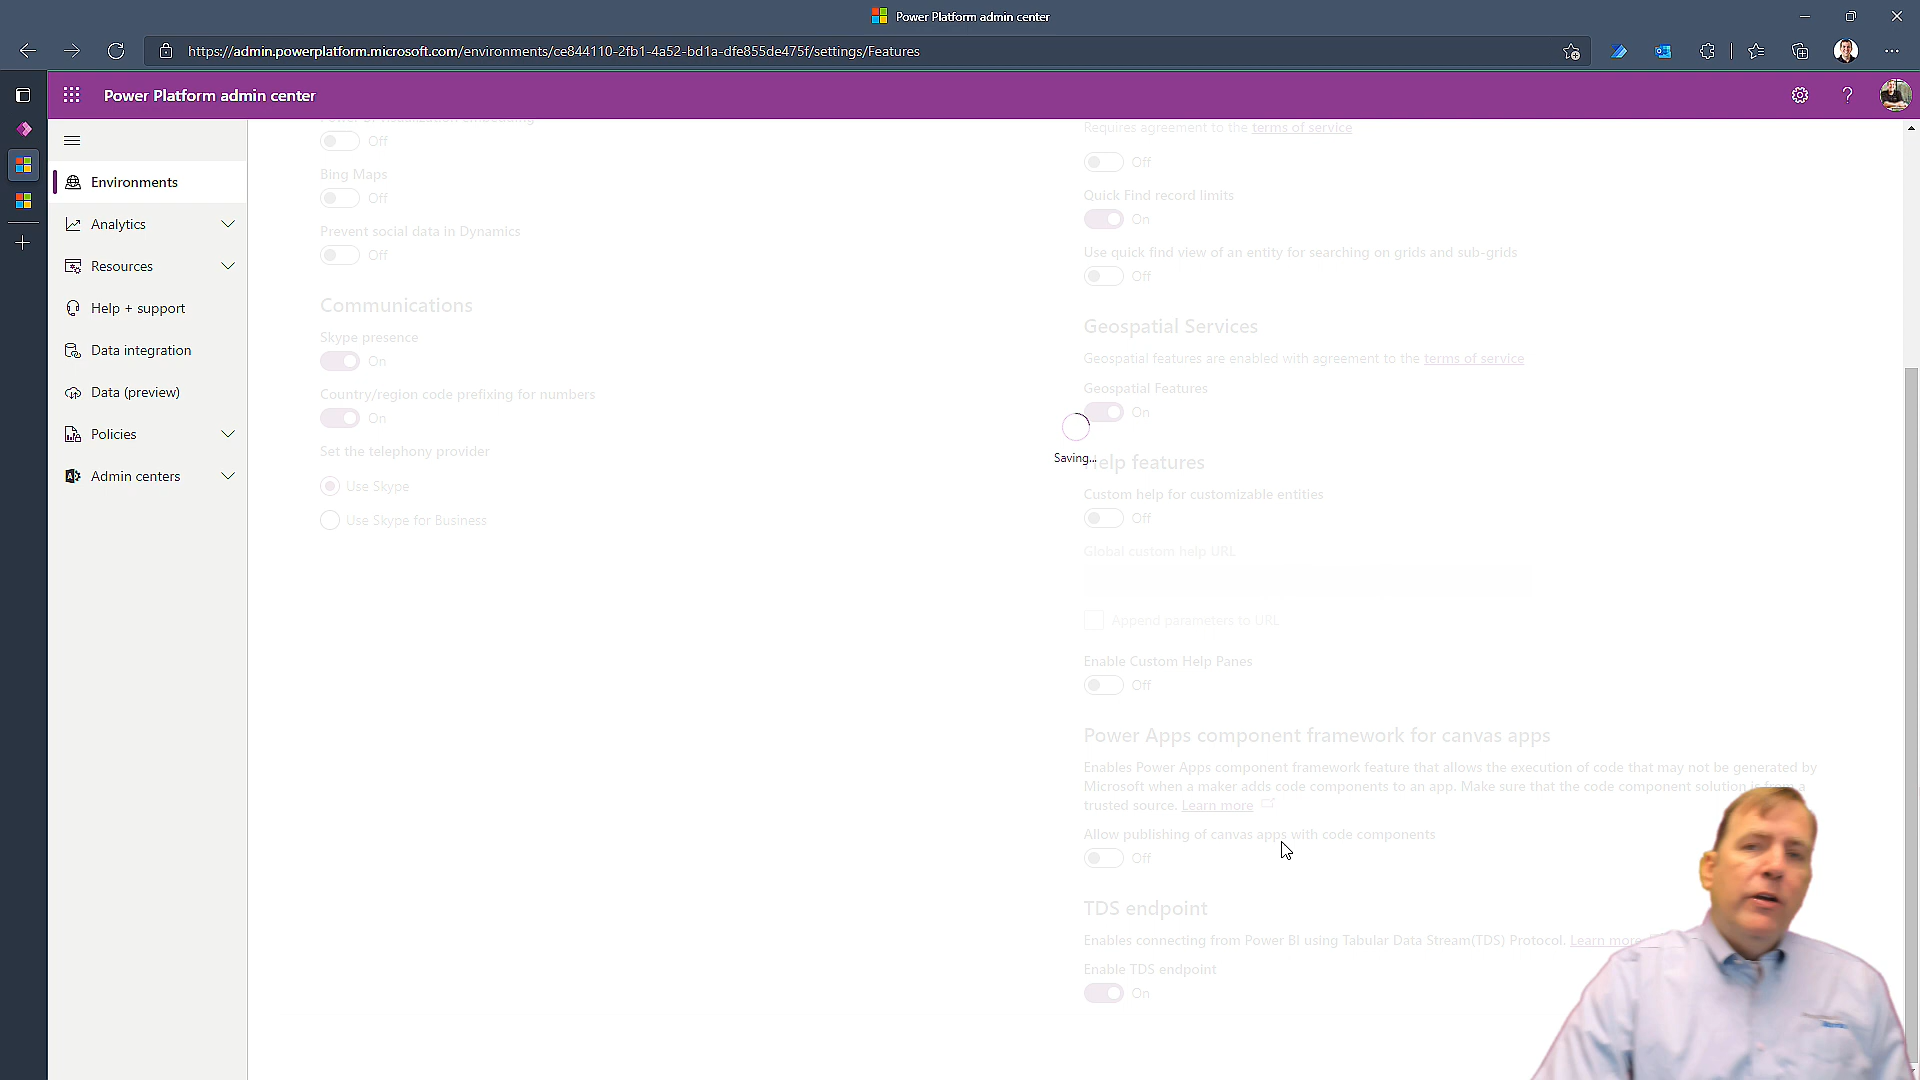 Power Platform admin center
https://admin.powerplatform.microsoft.com/environments/ce844110-2fb1-4a52-bd1a-dfe855de475f/settings/Features
Power Platform admin center
Environments
Analytics
Resources
Help + support
Data integration
Data (preview)
Policies
Admin centers
Off
Bing Maps
Off
Prevent social data in Dynamics
Off
Communications
Skype presence
On
Country/region code prefixing for numbers
On
Set the telephony provider
Use Skype
Use Skype for Business
Requires agreement to the terms of service
Off
Quick Find record limits
On
Use quick find view of an entity for searching on grids and sub-grids
Off
Geospatial Services
Geospatial features are enabled with agreement to the terms of service
Geospatial Features
On
Saving...
Help features
Custom help for customizable entities
Off
Global custom help URL
Append parameters to URL
Enable Custom Help Panes
Off
Power Apps component framework for canvas apps
Enables Power Apps component framework feature that allows the execution of code that may not be generated by
Microsoft when a maker adds code components to an app. Make sure that the code component solution is from a
trusted source. Learn more
Allow publishing of canvas apps with code components
Off
TDS endpoint
Enables connecting from Power BI using Tabular Data Stream(TDS) Protocol. Learn more
Enable TDS endpoint
On